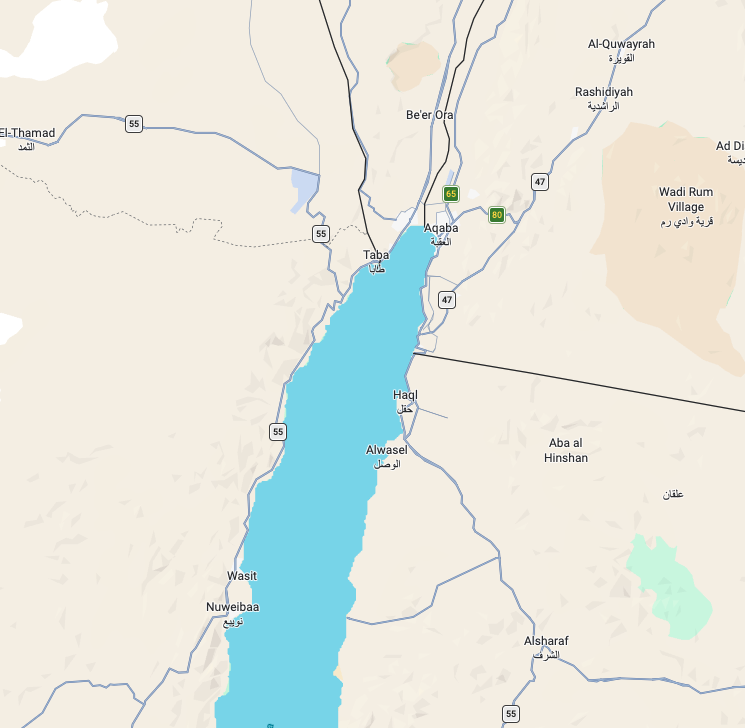 Al-Quwayrah
القويرة
Rashidiyah
الراشدية
Be'er Ora
55
El-Thamad
الثمد
Ad Di
ديسة
47
Wadi Rum
Village
قرية وادي رم
65
80
Aqaba
العقبة
55
Taba
طابا
47
Haql
حقل
55
Alwasel
الوصل
Aba al
Hinshan
علقان
Wasit
Nuweibaa
نويبع
Alsharaf
الشرف
55